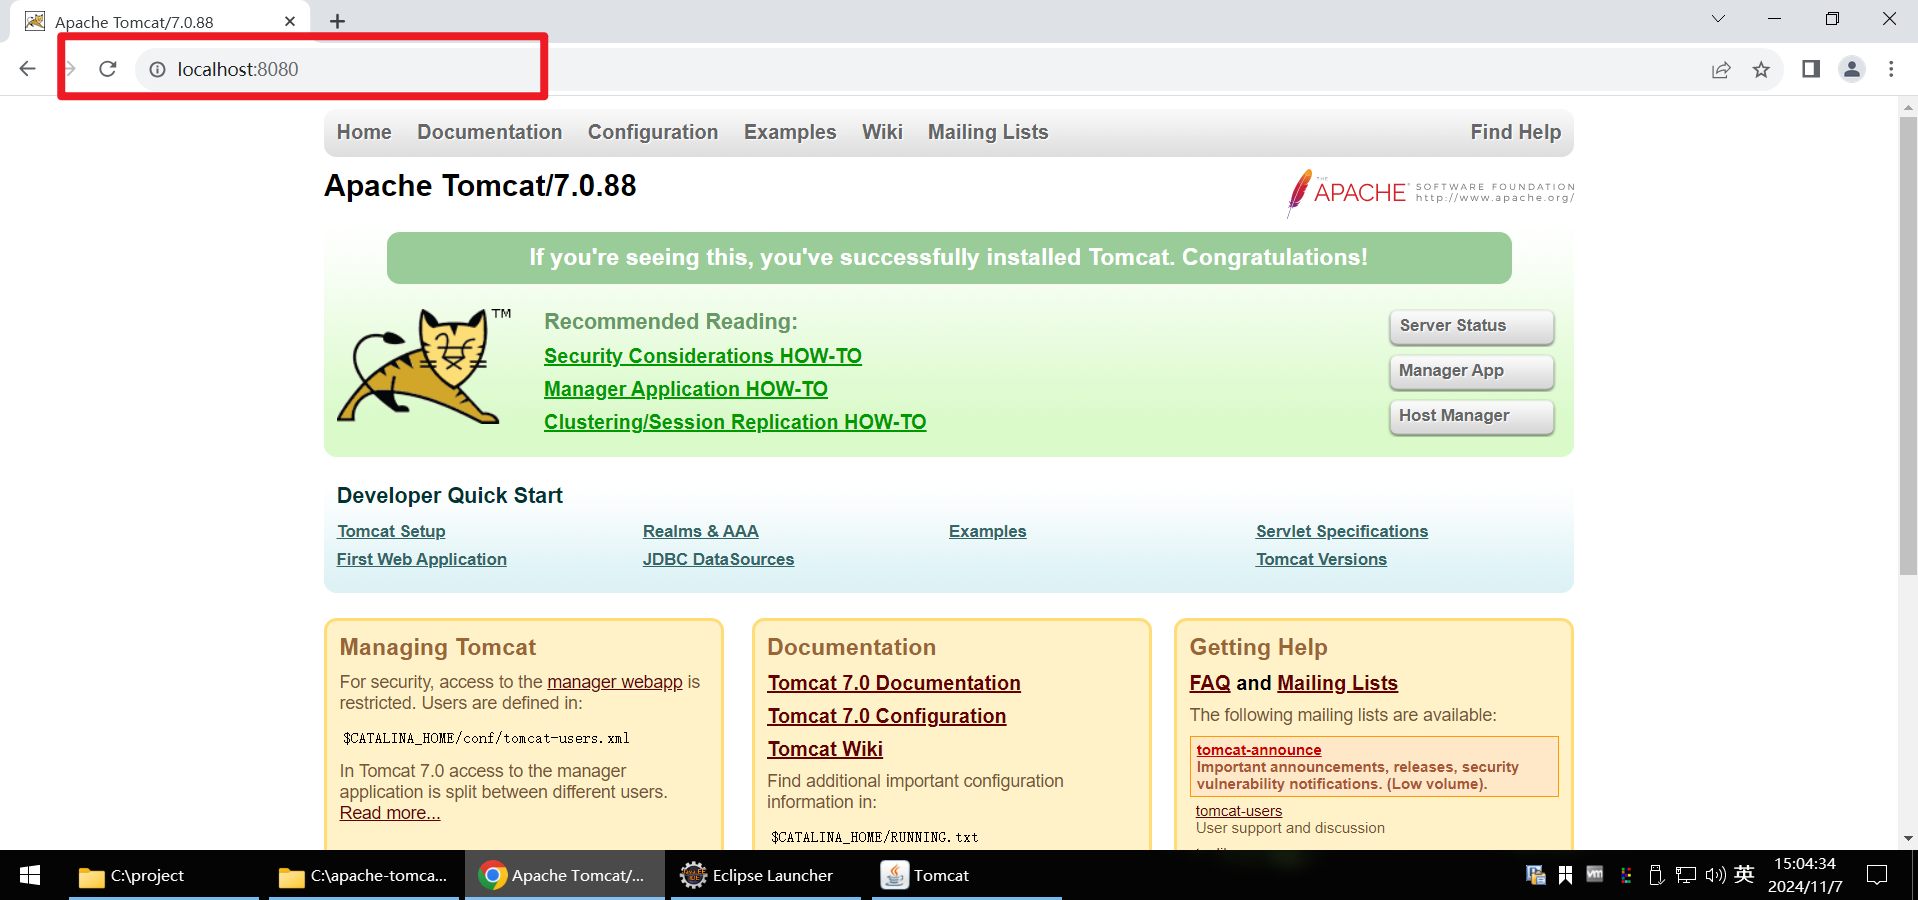 Apache Tomcat/7.0.88
localhost:8080
Home Documentation Configuration Examples Wiki Mailing Lists Find Help
Apache Tomcat/7.0.88
THE APACHE SOFTWARE FOUNDATION
http://www.apache.org/
If you're seeing this, you've successfully installed Tomcat. Congratulations!
TM
Recommended Reading:
Security Considerations HOW-TO
Manager Application HOW-TO
Clustering/Session Replication HOW-TO
Server Status
Manager App
Host Manager
Developer Quick Start
Tomcat Setup
First Web Application
Realms & AAA
JDBC DataSources
Examples
Servlet Specifications
Tomcat Versions
Managing Tomcat
For security, access to the manager webapp is
restricted. Users are defined in:
$CATALINA_HOME/conf/tomcat-users.xml
In Tomcat 7.0 access to the manager
application is split between different users.
Read more...
Documentation
Tomcat 7.0 Documentation
Tomcat 7.0 Configuration
Tomcat Wiki
Find additional important configuration
information in:
$CATALINA_HOME/RUNNING.txt
Getting Help
FAQ and Mailing Lists
The following mailing lists are available:
tomcat-announce
Important announcements, releases, security
vulnerability notifications. (Low volume).
tomcat-users
User support and discussion
C:\project
C:\apache-tomca...
Apache Tomcat/...
Eclipse Launcher
Tomcat
vm
英
15:04:34
2024/11/7